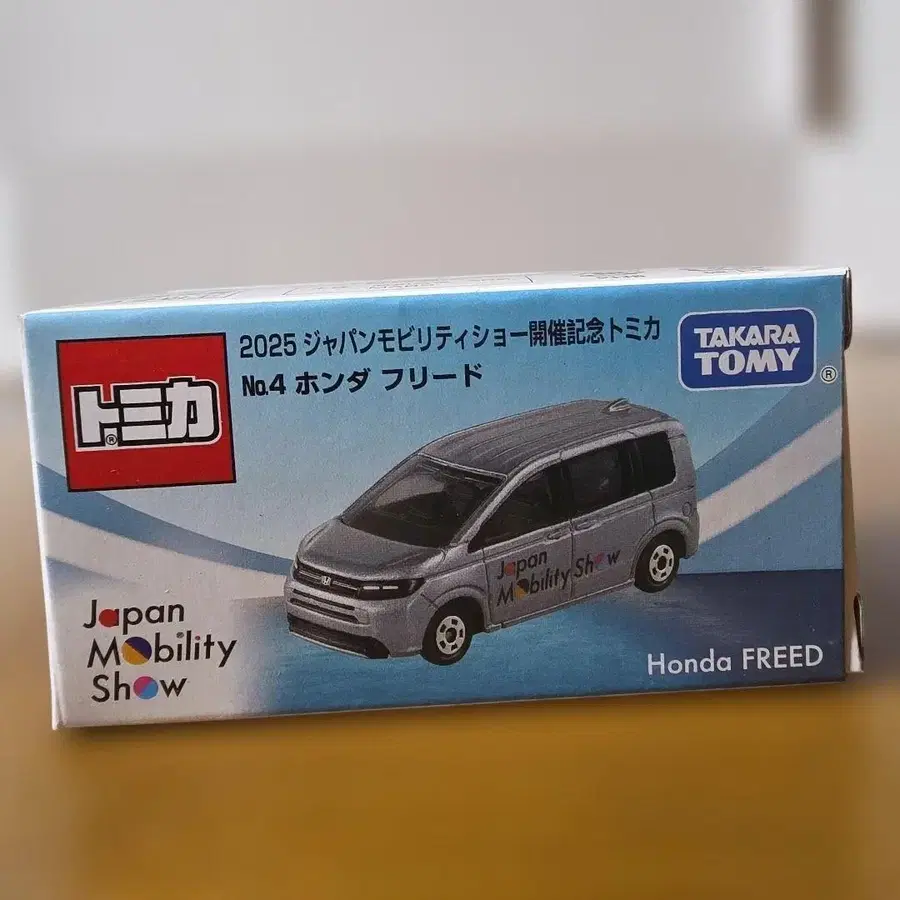 トミカ®
2025 ジャパンモビリティショー開催記念トミカ
No.4 ホンダ フリード
TAKARA
TOMY®
Japan
Mobility Show
Japan
Mobility
Show
Honda FREED